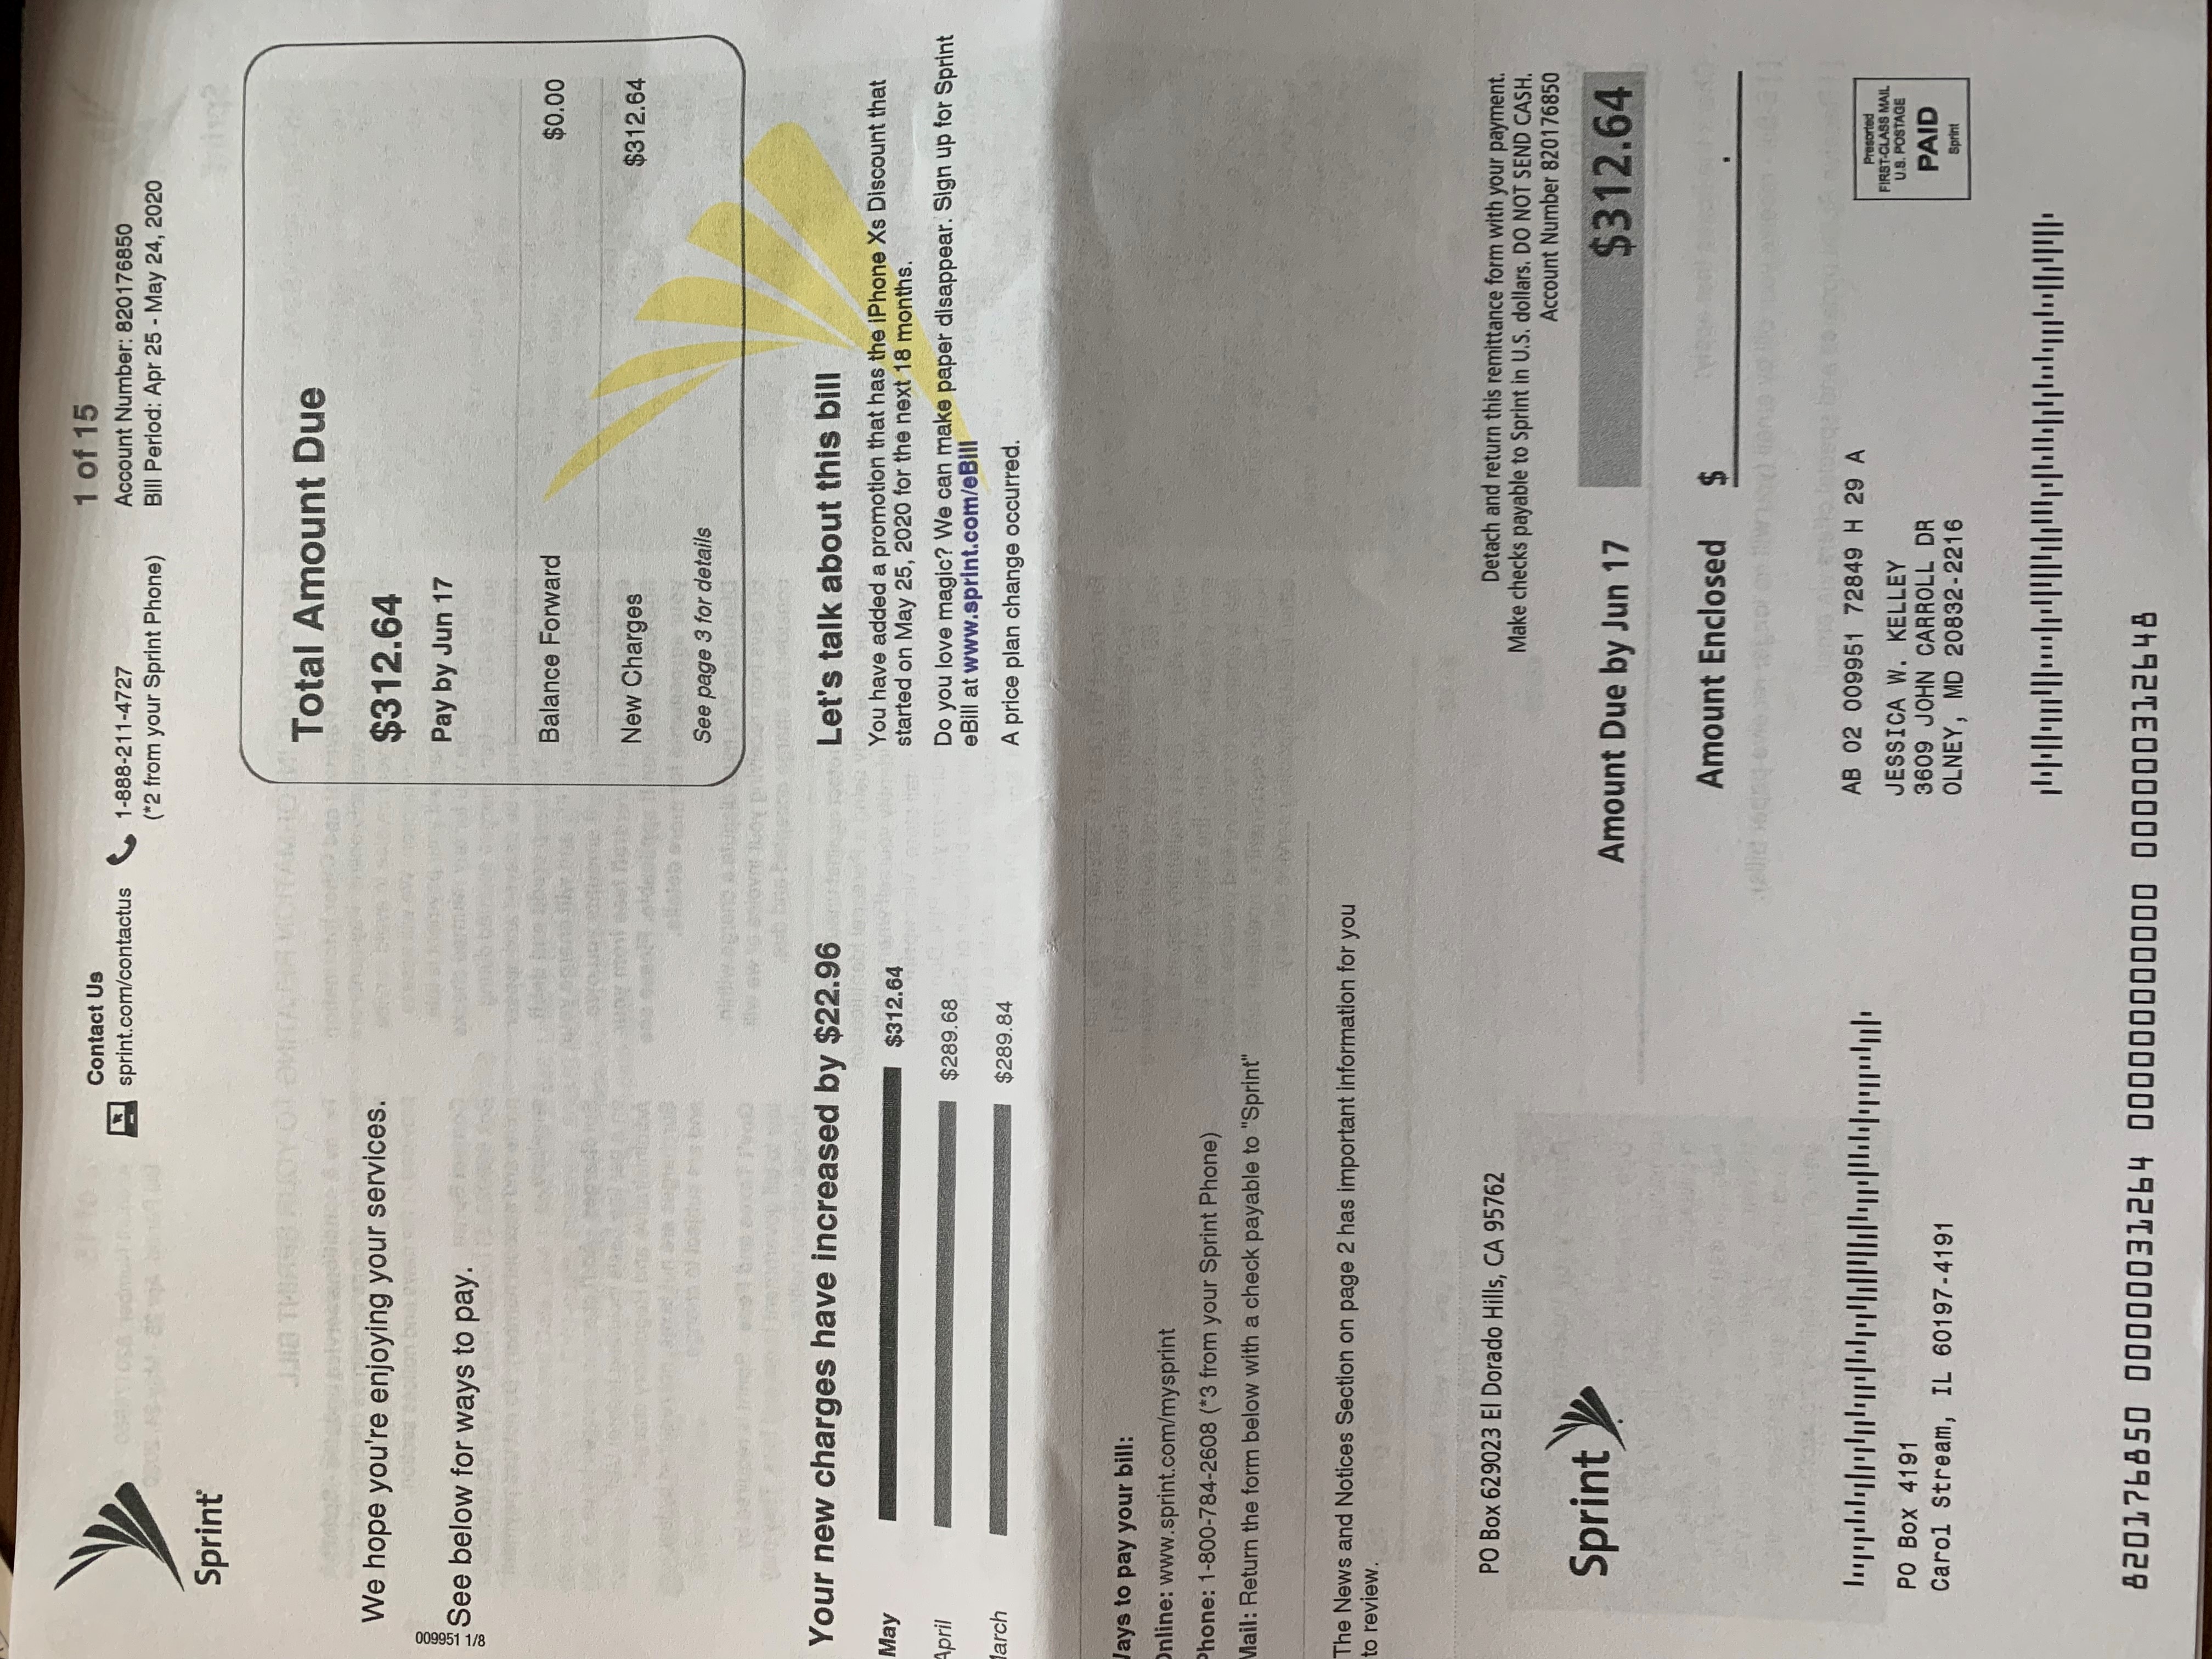 Sprint
Contact Us
sprint.com/contactus
1-888-211-4727
(*2 from your Sprint Phone)
1 of 15
Account Number: 820176850
Bill Period: Apr 25 - May 24, 2020
We hope you're enjoying your services.
See below for ways to pay.
009951 1/8
Total Amount Due
$312.64
Pay by Jun 17
Balance Forward $0.00
New Charges $312.64
See page 3 for details
Your new charges have increased by $22.96
May $312.64
April $289.68
March $289.84
Let's talk about this bill
You have added a promotion that has the iPhone Xs Discount that
started on May 25, 2020 for the next 18 months.
Do you love magic? We can make paper disappear. Sign up for Sprint
eBill at www.sprint.com/eBill
A price plan change occurred.
Ways to pay your bill:
Online: www.sprint.com/mysprint
Phone: 1-800-784-2608 (*3 from your Sprint Phone)
Mail: Return the form below with a check payable to "Sprint"
The News and Notices Section on page 2 has important information for you
to review.
PO Box 629023 El Dorado Hills, CA 95762
Sprint
Detach and return this remittance form with your payment.
Make checks payable to Sprint in U.S. dollars. DO NOT SEND CASH.
Account Number 820176850
Amount Due by Jun 17 $312.64
Amount Enclosed $ .
PO Box 4191
Carol Stream, IL 60197-4191
AB 02 009951 72849 H 29 A
JESSICA W. KELLEY
3609 JOHN CARROLL DR
OLNEY, MD 20832-2216
Presorted
FIRST-CLASS MAIL
U.S. POSTAGE
PAID
Sprint